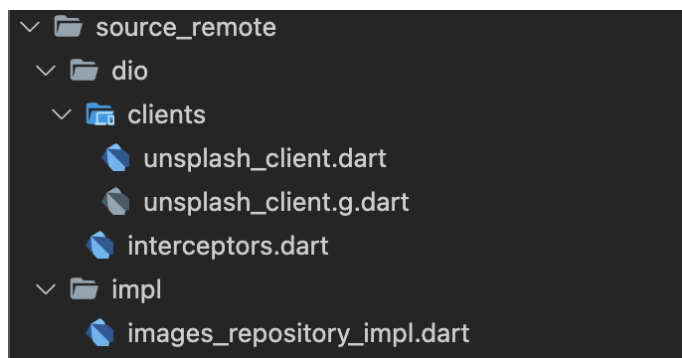 source_remote
dio
clients
unsplash_client.dart
unsplash_client.g.dart
interceptors.dart
impl
images_repository_impl.dart